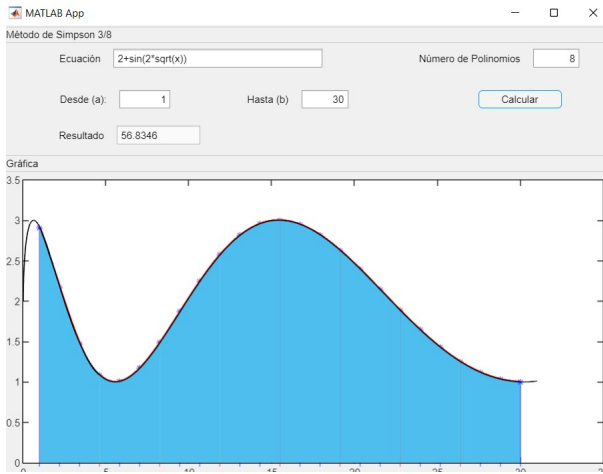 MATLAB App
Método de Simpson 3/8
Ecuación 2+sin(2*sqrt(x)) Número de Polinomios 8
Desde (a): 1 Hasta (b) 30 Calcular
Resultado 56.8346
Gráfica
3.5
3
2.5
2
1.5
1
0.5
0
0 5 10 15 20 25 30